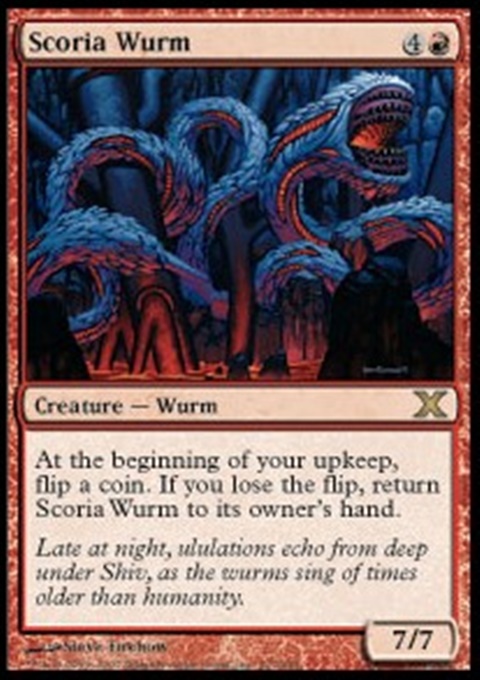 Scoria Wurm
4
Creature — Wurm
At the beginning of your upkeep,
flip a coin. If you lose the flip, return
Scoria Wurm to its owner's hand.
Late at night, ululations echo from deep
under Shiv, as the wurms sing of times
older than humanity.
7/7